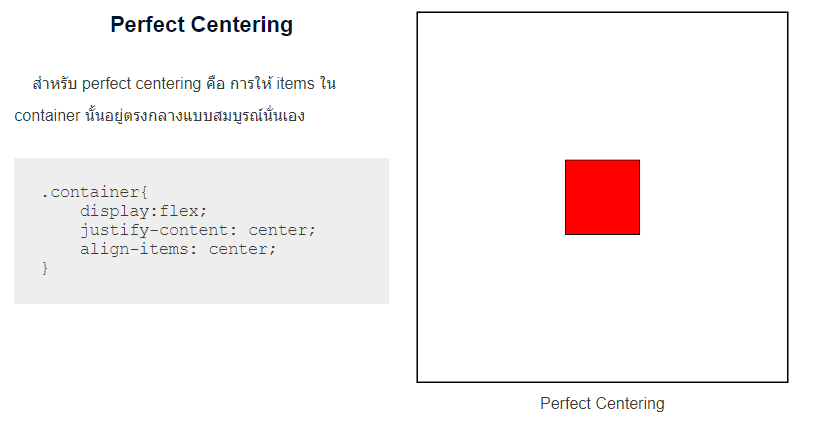 Perfect Centering
สำหรับ perfect centering คือ การให้ items ใน
container นั้นอยู่ตรงกลางแบบสมบูรณ์นั่นเอง
.container{
    display:flex;
    justify-content: center;
    align-items: center;
}
Perfect Centering